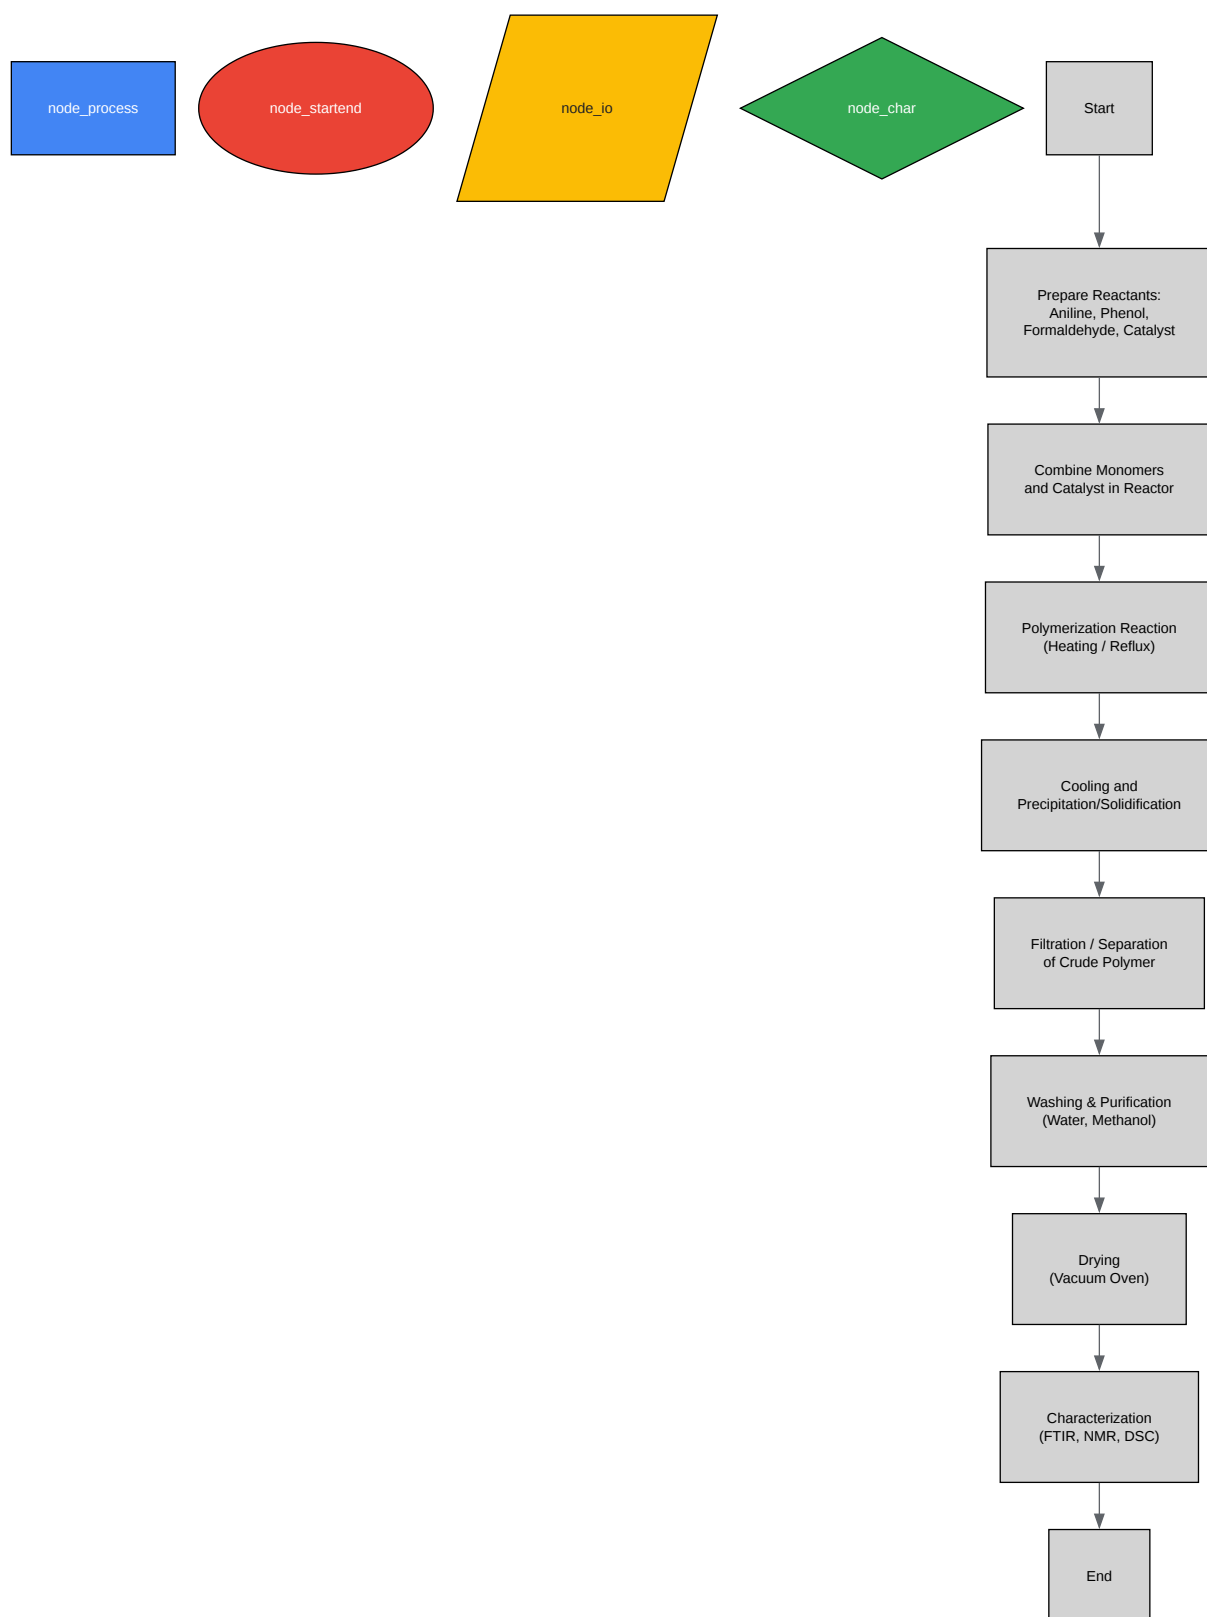 node_process
node_startend
node_io
node_char
Start
Prepare Reactants:
Aniline, Phenol,
Formaldehyde, Catalyst
Combine Monomers
and Catalyst in Reactor
Polymerization Reaction
(Heating / Reflux)
Cooling and
Precipitation/Solidification
Filtration / Separation
of Crude Polymer
Washing & Purification
(Water, Methanol)
Drying
(Vacuum Oven)
Characterization
(FTIR, NMR, DSC)
End